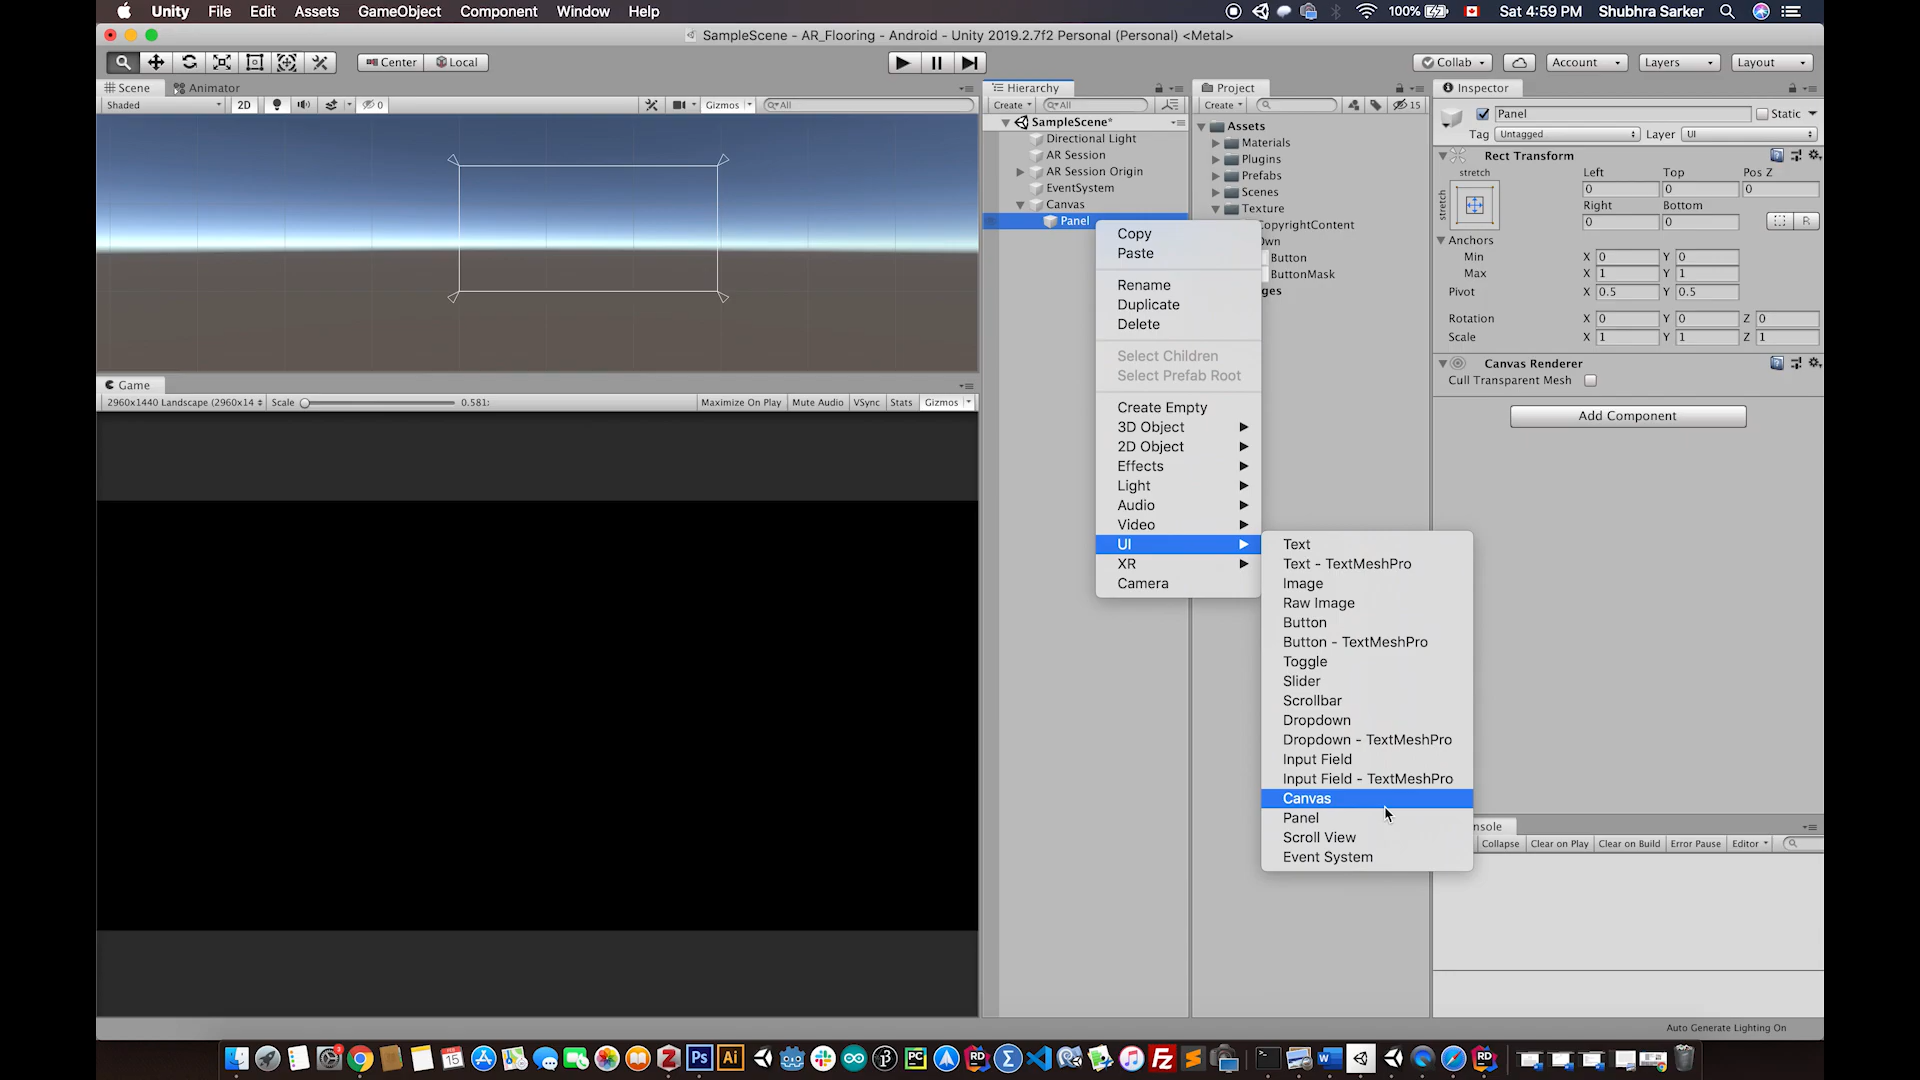 Unity File Edit Assets GameObject Component Window Help 100% Sat 4:59 PM Shubhra Sarker
SampleScene - AR_Flooring - Android - Unity 2019.2.7f2 Personal (Personal) <Metal>
Center Local Collab Account Layers Layout
Scene Animator
Shaded 2D 0 Gizmos All
Game
2960x1440 Landscape (2960x14 Scale 0.581: Maximize On Play Mute Audio VSync Stats Gizmos
Hierarchy
Create All
SampleScene*
Directional Light
AR Session
AR Session Origin
EventSystem
Canvas
Panel
Project
Create 15
Assets
Materials
Plugins
Prefabs
Scenes
Texture
CopyrightContent
Own
Button
ButtonMask
ges
Copy
Paste
Rename
Duplicate
Delete
Select Children
Select Prefab Root
Create Empty
3D Object
2D Object
Effects
Light
Audio
Video
UI
XR
Camera
Text
Text - TextMeshPro
Image
Raw Image
Button
Button - TextMeshPro
Toggle
Slider
Scrollbar
Dropdown
Dropdown - TextMeshPro
Input Field
Input Field - TextMeshPro
Canvas
Panel
Scroll View
Event System
Inspector
Panel Static
Tag Untagged Layer UI
Rect Transform
stretch Left Top Pos Z
stretch 0 0 0
Right Bottom
0 0 R
Anchors
Min X 0 Y 0
Max X 1 Y 1
Pivot X 0.5 Y 0.5
Rotation X 0 Y 0 Z 0
Scale X 1 Y 1 Z 1
Canvas Renderer
Cull Transparent Mesh
Add Component
nsole
Collapse Clear on Play Clear on Build Error Pause Editor
Auto Generate Lighting On